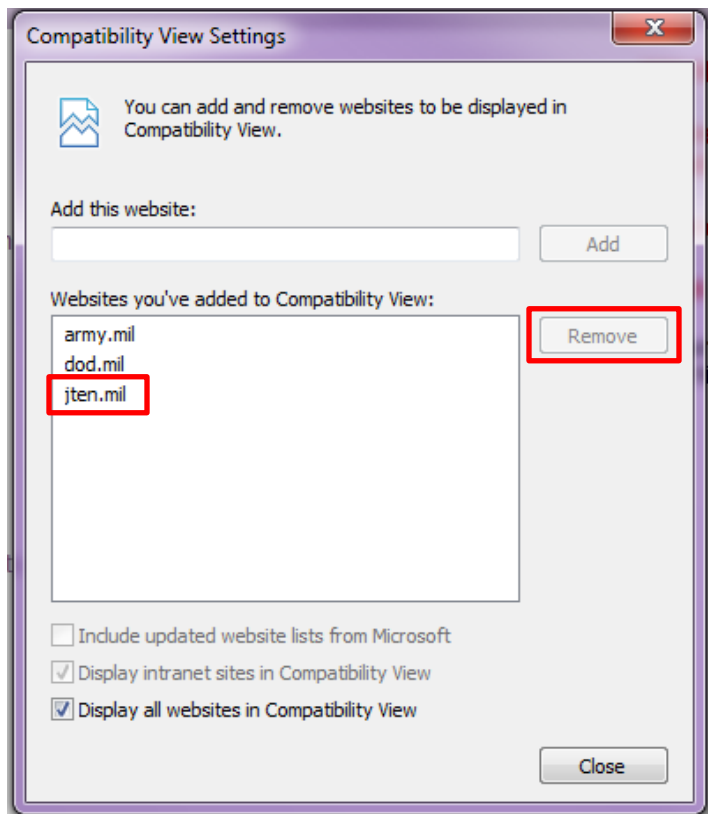 Compatibility View Settings
X
You can add and remove websites to be displayed in
Compatibility View.
Add this website:
Add
Websites you've added to Compatibility View:
army.mil
Remove
dod.mil
jten.mil
Include updated website lists from Microsoft
Display intranet sites in Compatibility View
Display all websites in Compatibility View
Close